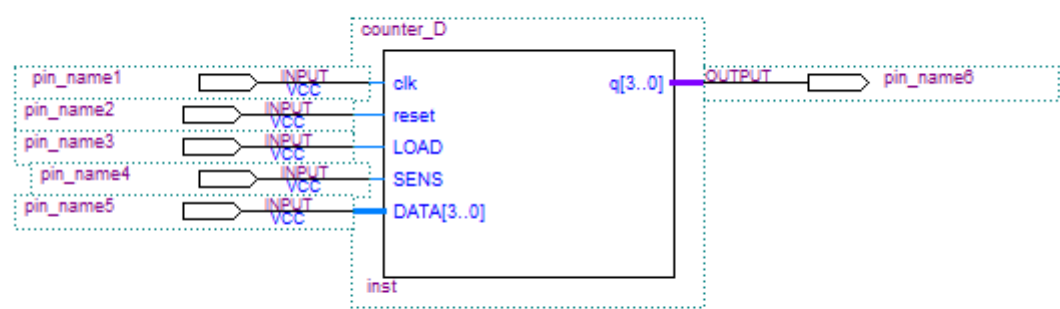 counter_D
pin_name1 INPUT VCC clk q[3..0] OUTPUT pin_name6
pin_name2 INPUT VCC reset
pin_name3 INPUT VCC LOAD
pin_name4 INPUT VCC SENS
pin_name5 INPUT VCC DATA[3..0]
inst